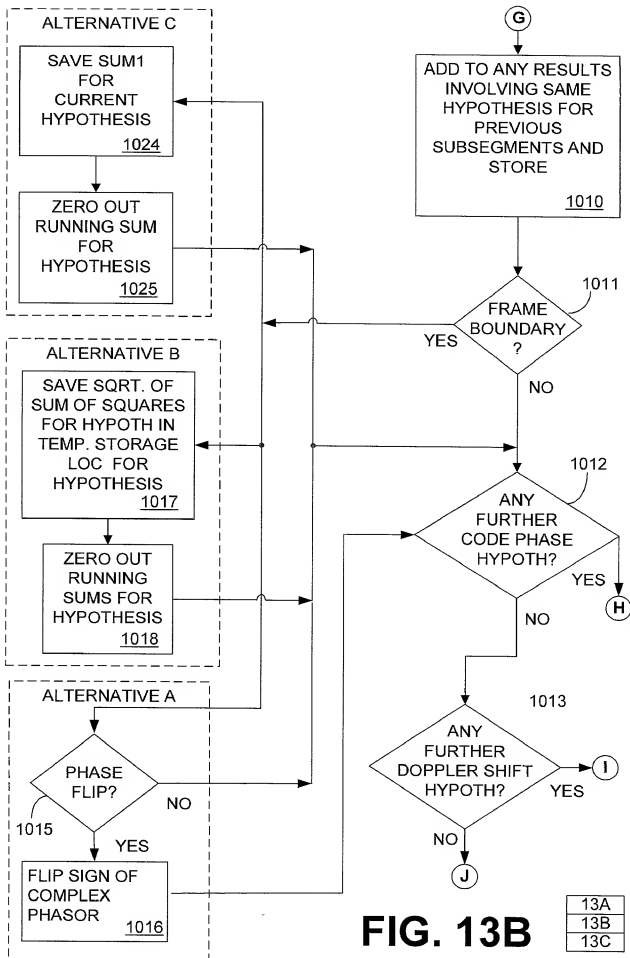 ALTERNATIVE C
SAVE SUM1
FOR
CURRENT
HYPOTHESIS
1024
ZERO OUT
RUNNING SUM
FOR
HYPOTHESIS
1025
ALTERNATIVE B
SAVE SQRT. OF
SUM OF SQUARES
FOR HYPOTH IN
TEMP. STORAGE
LOC FOR
HYPOTHESIS
1017
ZERO OUT
RUNNING
SUMS FOR
HYPOTHESIS
1018
ALTERNATIVE A
PHASE
FLIP?
1015
NO
YES
FLIP SIGN OF
COMPLEX
PHASOR
1016
G
ADD TO ANY RESULTS
INVOLVING SAME
HYPOTHESIS FOR
PREVIOUS
SUBSEGMENTS AND
STORE
1010
FRAME
BOUNDARY
?
1011
YES
NO
1012
ANY
FURTHER
CODE PHASE
HYPOTH?
YES
H
NO
1013
ANY
FURTHER
DOPPLER SHIFT
HYPOTH?
I
YES
NO
J
FIG. 13B
13A
13B
13C